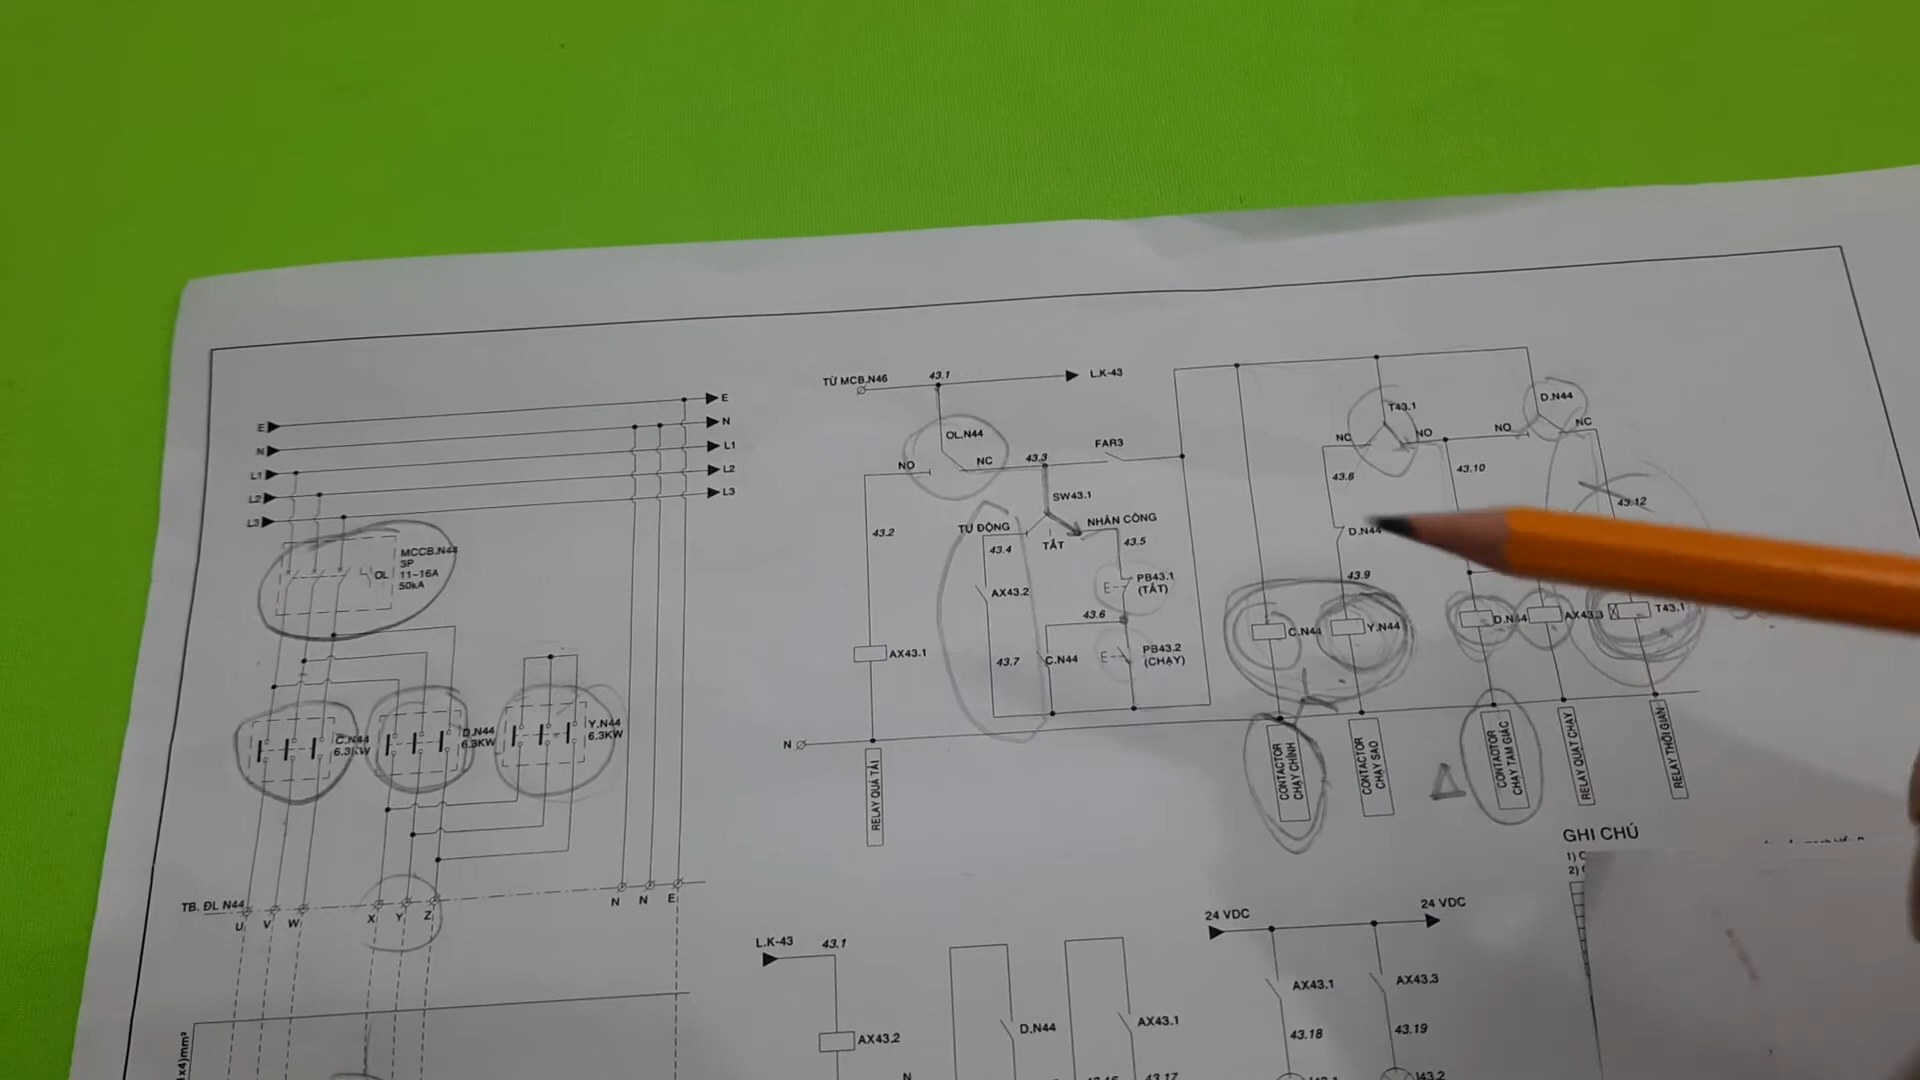 E
N
L1
L2
L3
E
N
L1
L2
L3
MCCB.N44
3P
11-16A
50kA
OL
C.N44
6.3KW
D.N44
6.3KW
Y.N44
6.3KW
TB. ĐL N44
U
V
W
X
Y
Z
N
N
E
TỪ MCB.N46
43.1
L.K-43
OL.N44
NO
NC
43.3
FAR3
43.2
SW43.1
TỰ ĐỘNG
NHÂN CÔNG
TẮT
43.4
43.5
AX43.2
PB43.1
(TẮT)
E
43.6
AX43.1
43.7
C.N44
E
PB43.2
(CHẠY)
N
RELAY QUÁ TẢI
T43.1
NC
NO
D.N44
NO
NC
43.8
43.10
43.12
D.N44
43.9
C.N44
Y.N44
D.N44
AX43.3
T43.1
CONTACTOR
CHẠY CHÍNH
CONTACTOR
CHẠY SAO
Δ
CONTACTOR
CHẠY TAM GIÁC
RELAY QUẠT CHẠY
RELAY THỜI GIAN
GHI CHÚ
1)
2)
L.K-43
43.1
AX43.2
N
D.N44
AX43.1
43.17
24 VDC
24 VDC
AX43.1
AX43.3
43.18
43.19